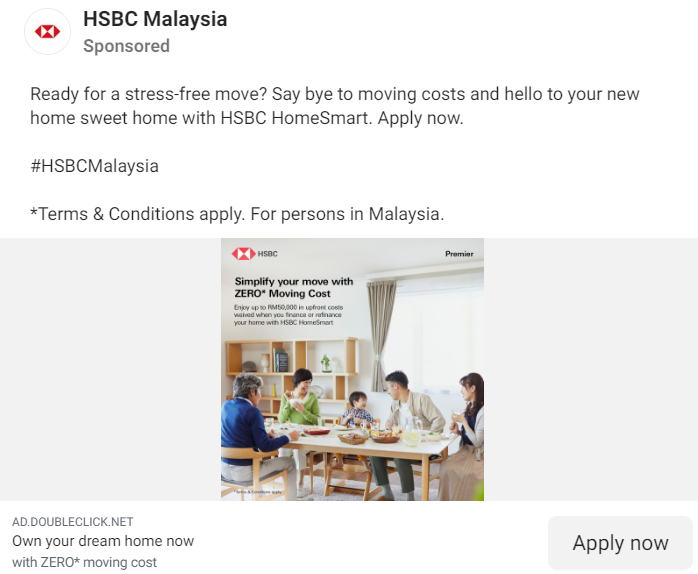 HSBC Malaysia
Sponsored
Ready for a stress-free move? Say bye to moving costs and hello to your new
home sweet home with HSBC HomeSmart. Apply now.
#HSBCMalaysia
*Terms & Conditions apply. For persons in Malaysia.
HSBC
Premier
Simplify your move with
ZERO* Moving Cost
Enjoy up to RM50,000 in upfront costs
waived when you finance or refinance
your home with HSBC HomeSmart
*Terms & Conditions apply
AD.DOUBLECLICK.NET
Own your dream home now
with ZERO* moving cost
Apply now